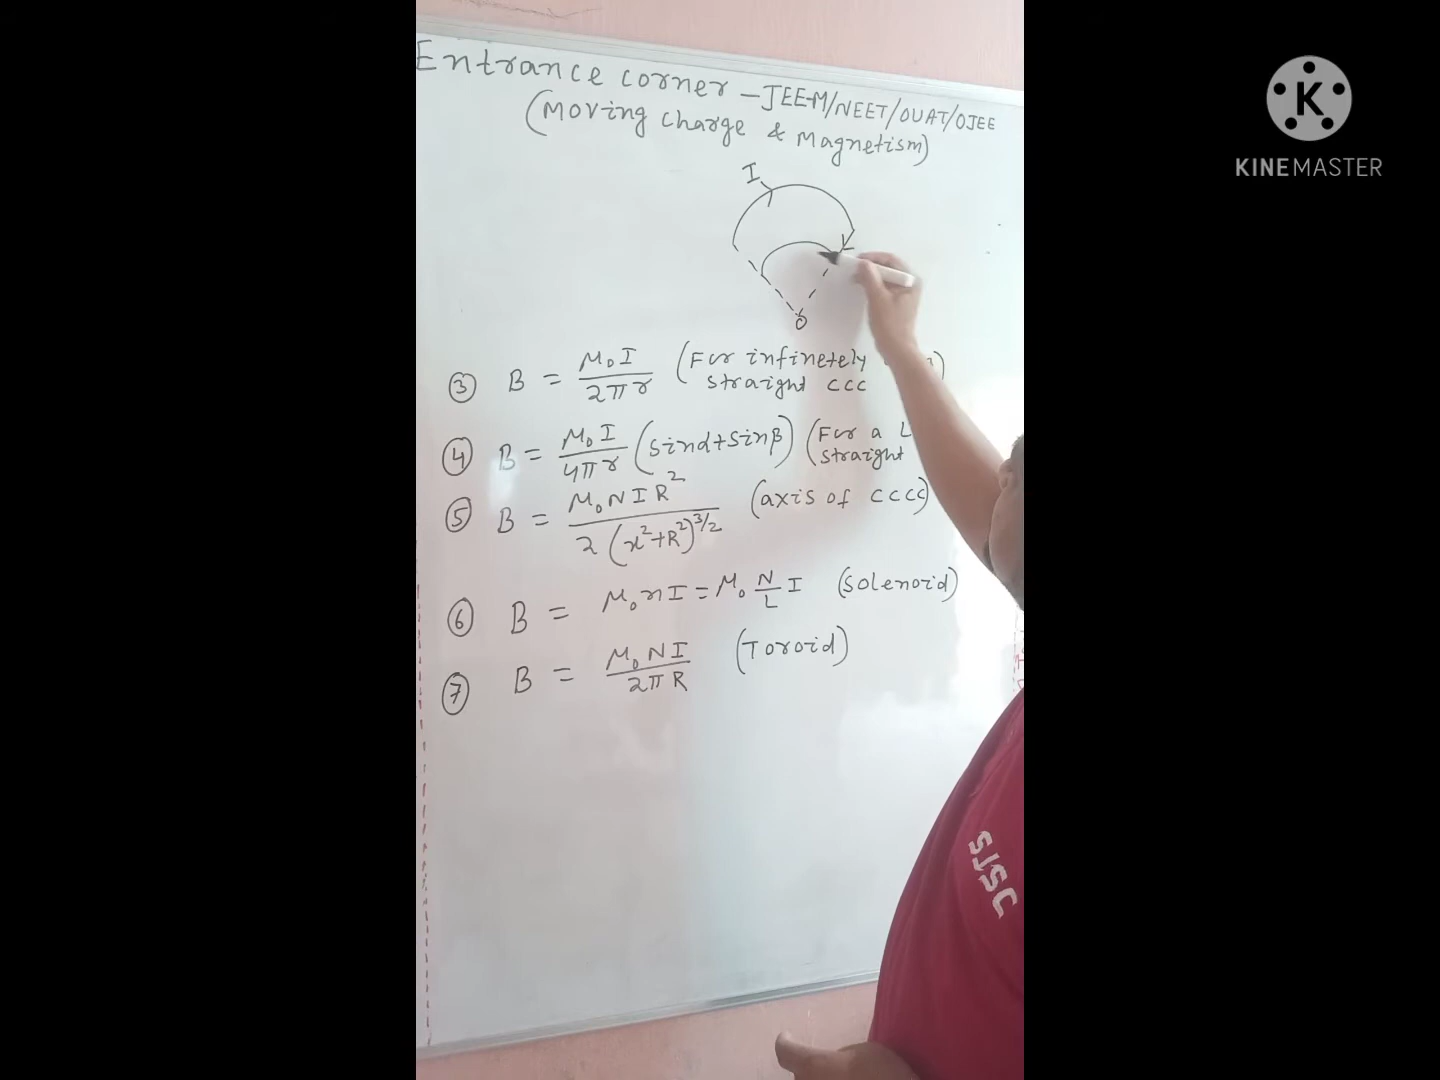 Entrance corner - JEE-M/NEET/OUAT/OJEE
(Moving charge & Magnetism)
I
O
③ B = μ₀I / 2πr (For infinetely
straight ccc
④ B = μ₀I / 4πr (sinα+sinβ) (For a L
straight
⑤ B = μ₀NIR² / 2(x²+R²)^3/2 (axis of cccc)
⑥ B = μ₀nI = μ₀ N/L I (Solenoid)
⑦ B = μ₀NI / 2πR (Toroid)
KINEMASTER
JSTS